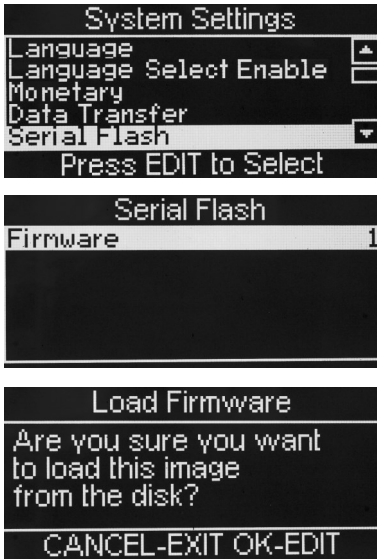 System Settings
Language
Language Select Enable
Monetary
Data Transfer
Serial Flash
Press EDIT to Select
Serial Flash
Firmware 1
Load Firmware
Are you sure you want
to load this image
from the disk?
CANCEL-EXIT OK-EDIT